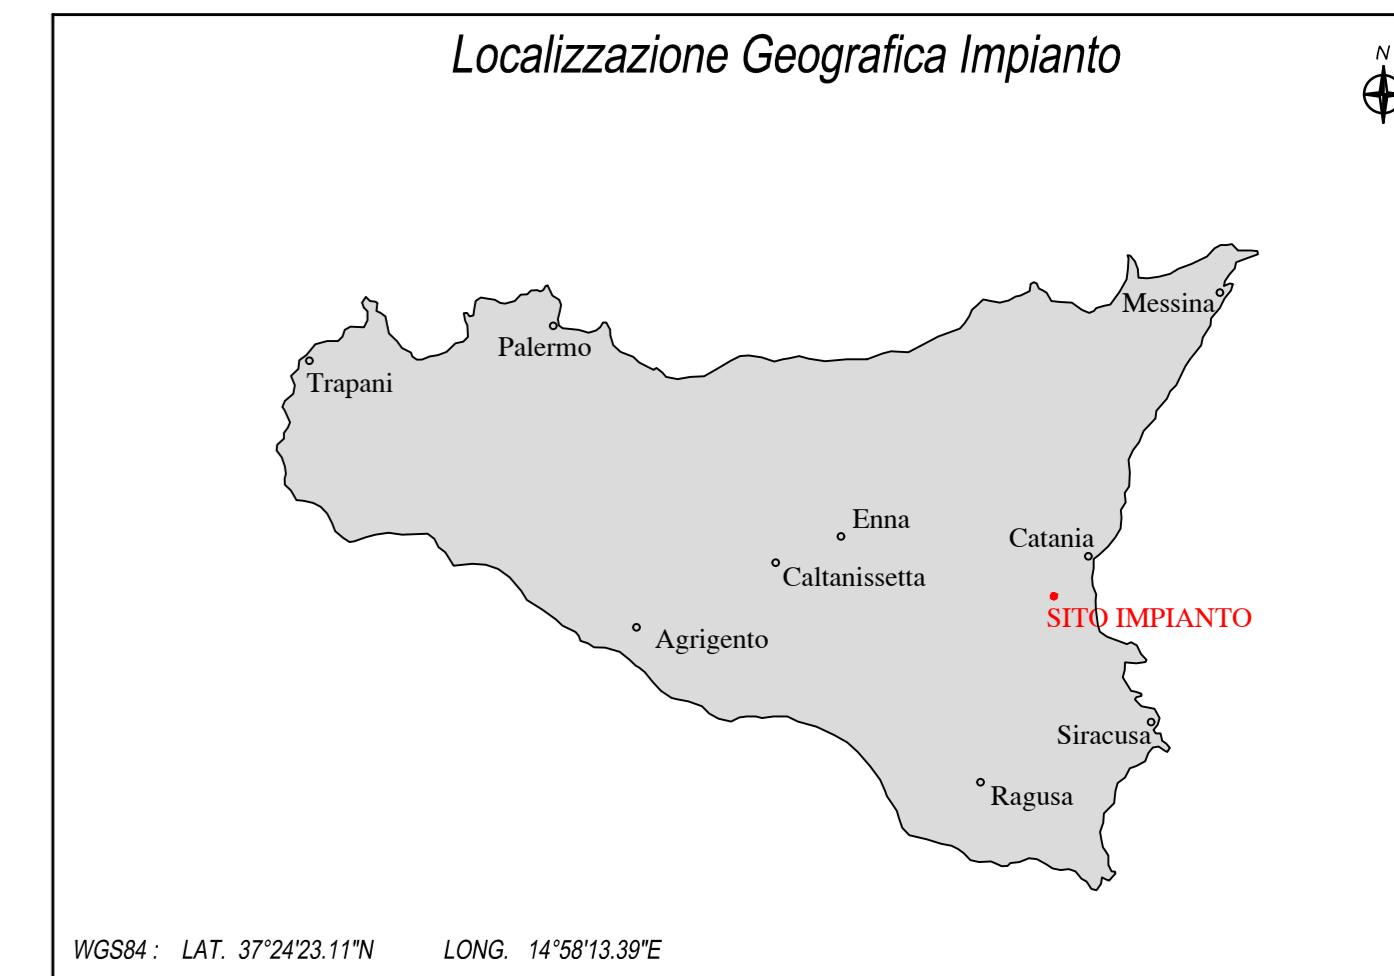 Localizzazione Geografica Impianto
N
Messina
Palermo
Trapani
Enna
Catania
Caltanissetta
SITO IMPIANTO
Agrigento
Siracusa
Ragusa
WGS84 : LAT. 37°24'23.11"N LONG. 14°58'13.39"E